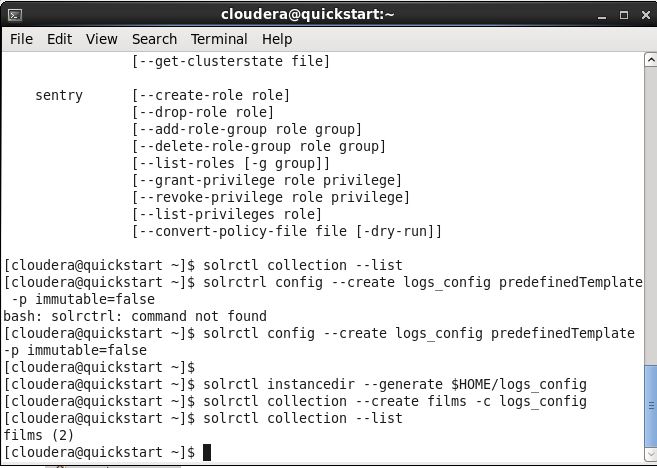 cloudera@quickstart:~
File Edit View Search Terminal Help
[--get-clusterstate file]
sentry [--create-role role]
[--drop-role role]
[--add-role-group role group]
[--delete-role-group role group]
[--list-roles [-g group]]
[--grant-privilege role privilege]
[--revoke-privilege role privilege]
[--list-privileges role]
[--convert-policy-file file [-dry-run]]
[cloudera@quickstart ~]$ solrctl collection --list
[cloudera@quickstart ~]$ solrctrl config --create logs_config predefinedTemplate
-p immutable=false
bash: solrctrl: command not found
[cloudera@quickstart ~]$ solrctl config --create logs_config predefinedTemplate
-p immutable=false
[cloudera@quickstart ~]$
[cloudera@quickstart ~]$ solrctl instancedir --generate $HOME/logs_config
[cloudera@quickstart ~]$ solrctl collection --create films -c logs_config
[cloudera@quickstart ~]$ solrctl collection --list
films (2)
[cloudera@quickstart ~]$